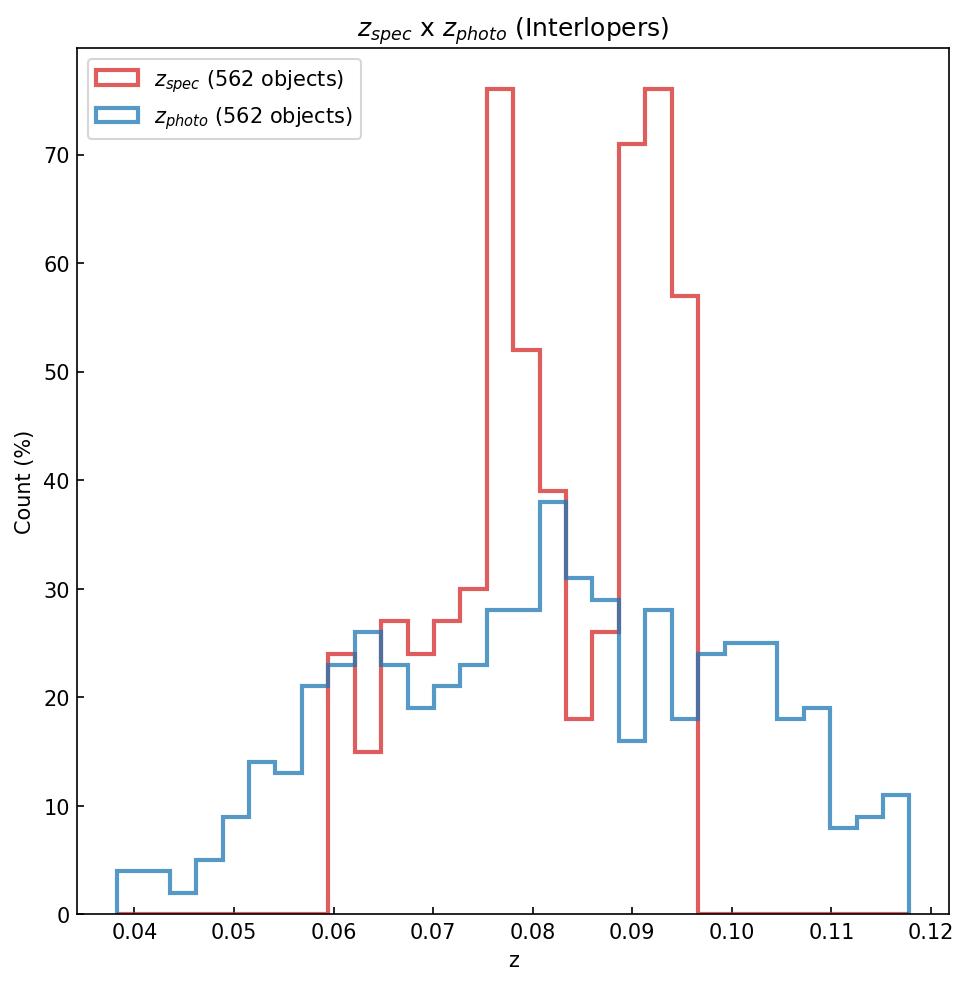 z_spec x z_photo (Interlopers)
z_spec (562 objects)
z_photo (562 objects)
Count (%)
70
60
50
40
30
20
10
0
0.04 0.05 0.06 0.07 0.08 0.09 0.10 0.11 0.12
z